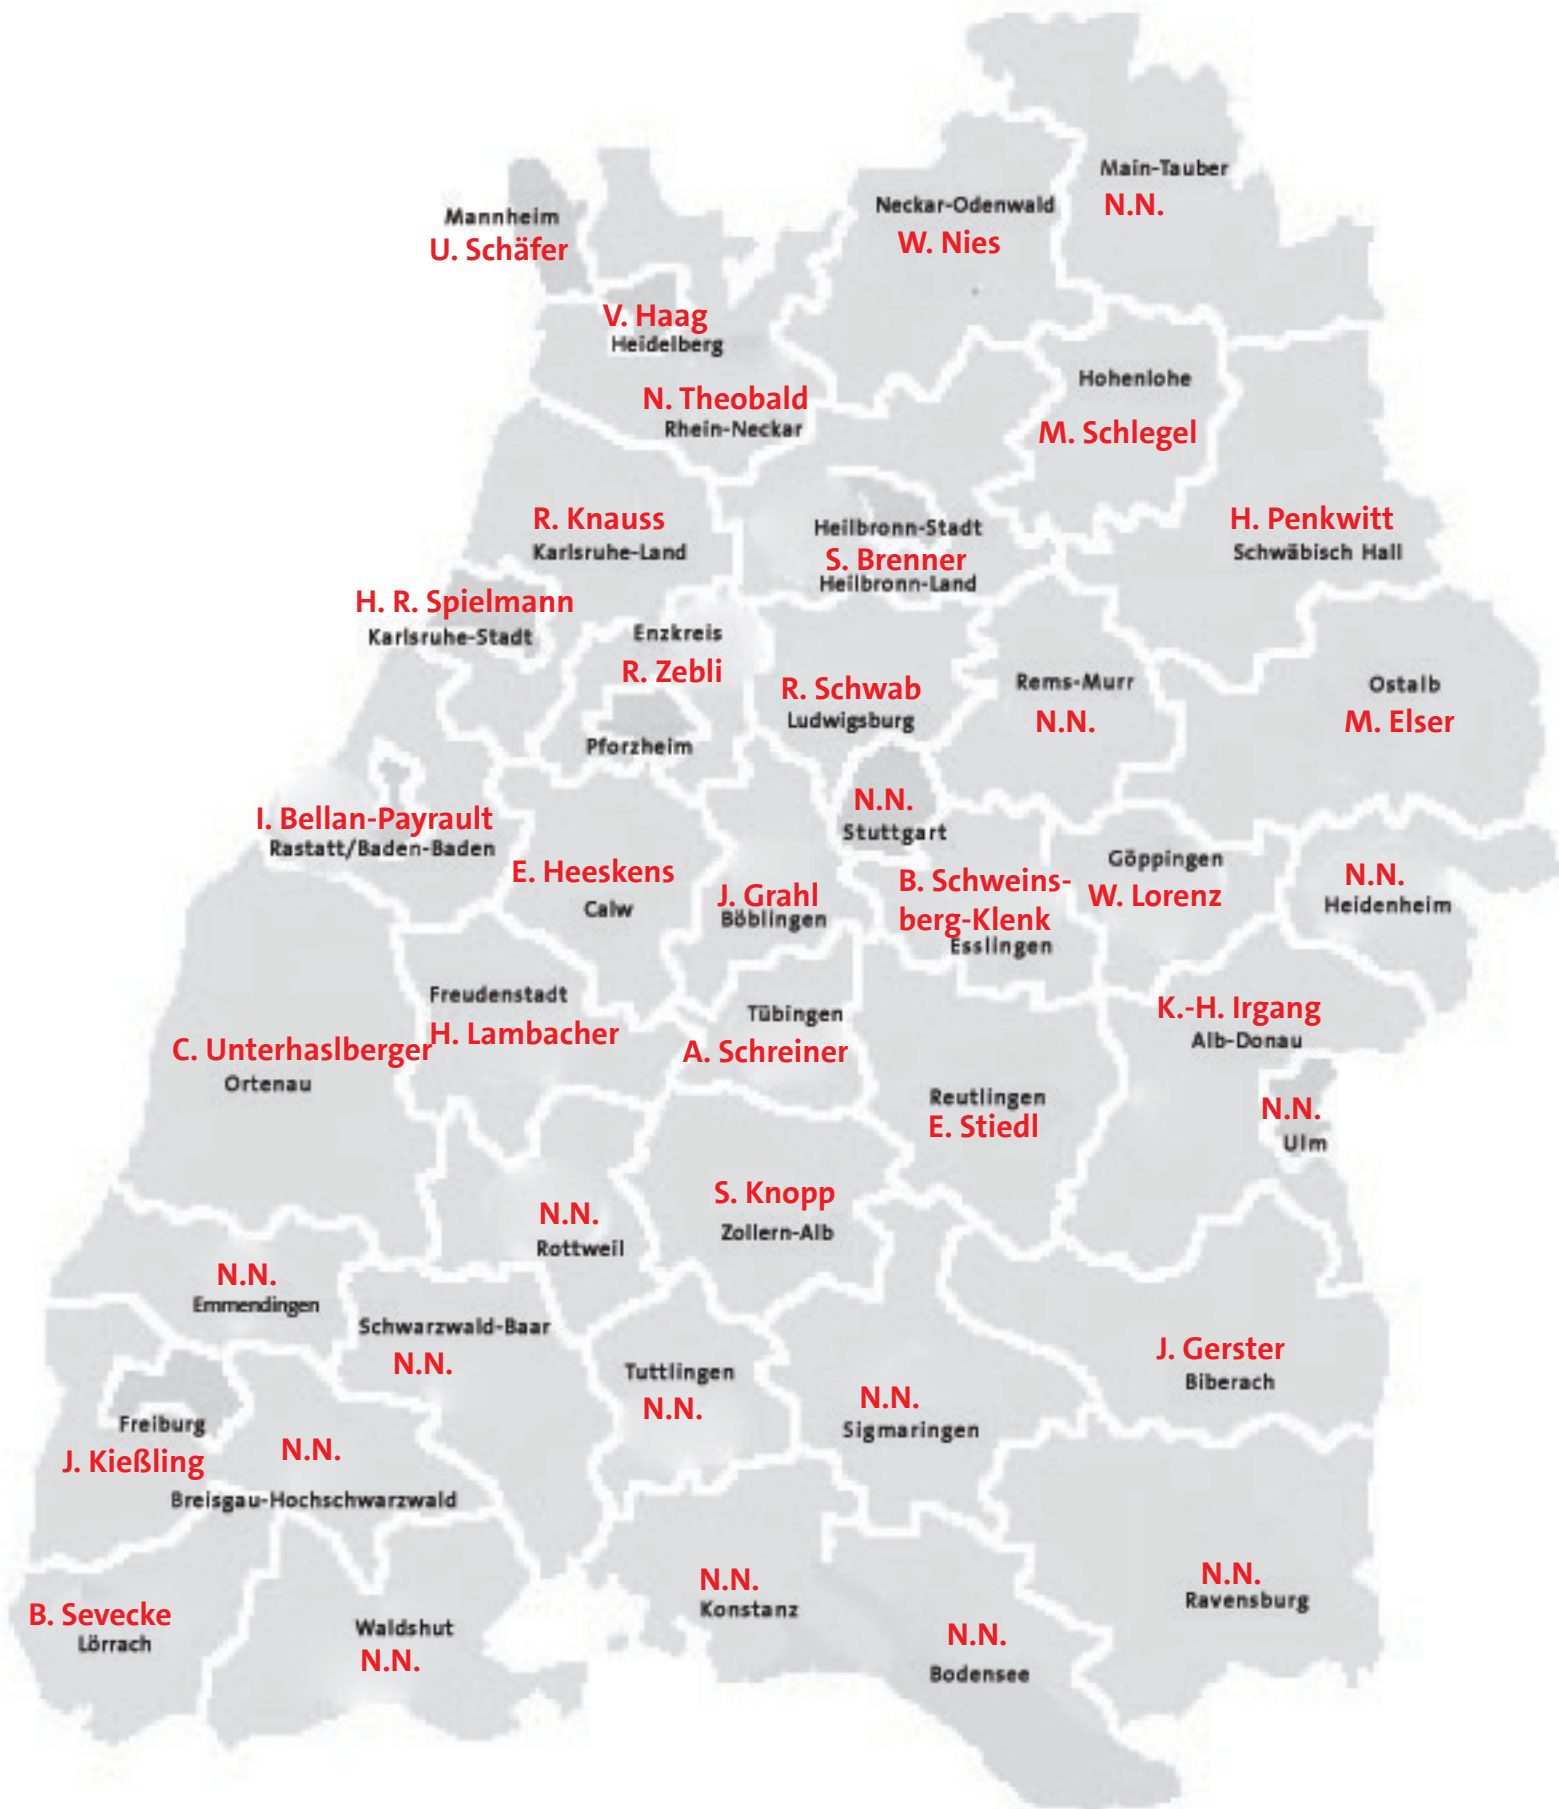 Main-Tauber
N.N.
Neckar-Odenwald
W. Nies
Mannheim
U. Schäfer
V. Haag
Heidelberg
N. Theobald
Rhein-Neckar
Hohenlohe
M. Schlegel
R. Knauss
Karlsruhe-Land
Heilbronn-Stadt
S. Brenner
Heilbronn-Land
H. Penkwitt
Schwäbisch Hall
H. R. Spielmann
Karlsruhe-Stadt
Enzkreis
R. Zebli
Pforzheim
R. Schwab
Ludwigsburg
Rems-Murr
N.N.
Ostalb
M. Elser
I. Bellan-Payrault
Rastatt/Baden-Baden
E. Heeskens
Calw
J. Grahl
Böblingen
N.N.
Stuttgart
B. Schweins-
berg-Klenk
Esslingen
Göppingen
W. Lorenz
N.N.
Heidenheim
Freudenstadt
H. Lambacher
C. Unterhaslberger
Ortenau
Tübingen
A. Schreiner
Reutlingen
E. Stiedl
K.-H. Irgang
Alb-Donau
N.N.
Ulm
S. Knopp
Zollern-Alb
N.N.
Rottweil
N.N.
Emmendingen
Schwarzwald-Baar
N.N.
Tuttlingen
N.N.
N.N.
Sigmaringen
J. Gerster
Biberach
Freiburg
J. Kießling
N.N.
Breisgau-Hochschwarzwald
B. Sevecke
Lörrach
Waldshut
N.N.
N.N.
Konstanz
N.N.
Bodensee
N.N.
Ravensburg